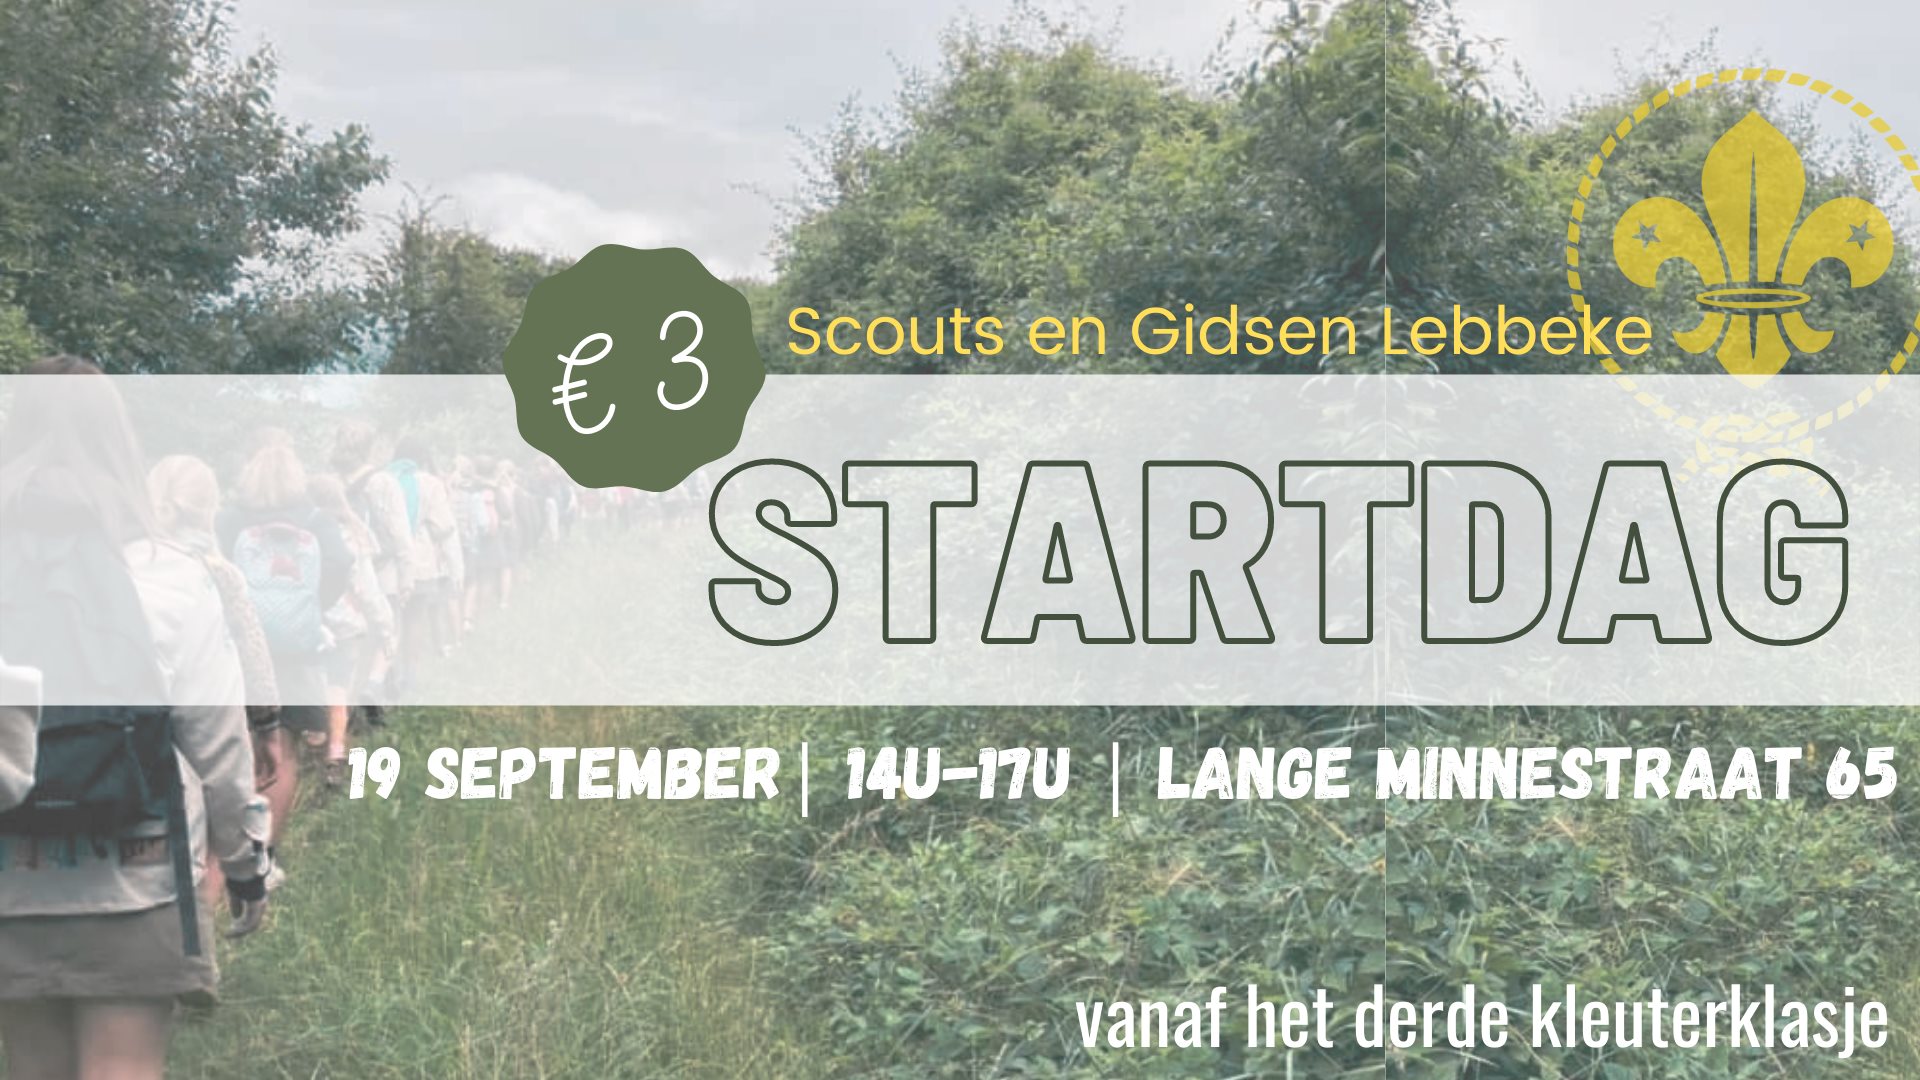 € 3
Scouts en Gidsen Lebbeke
STARTDAG
19 SEPTEMBER | 14U-17U | LANGE MINNESTRAAT 65
vanaf het derde kleuterklasje